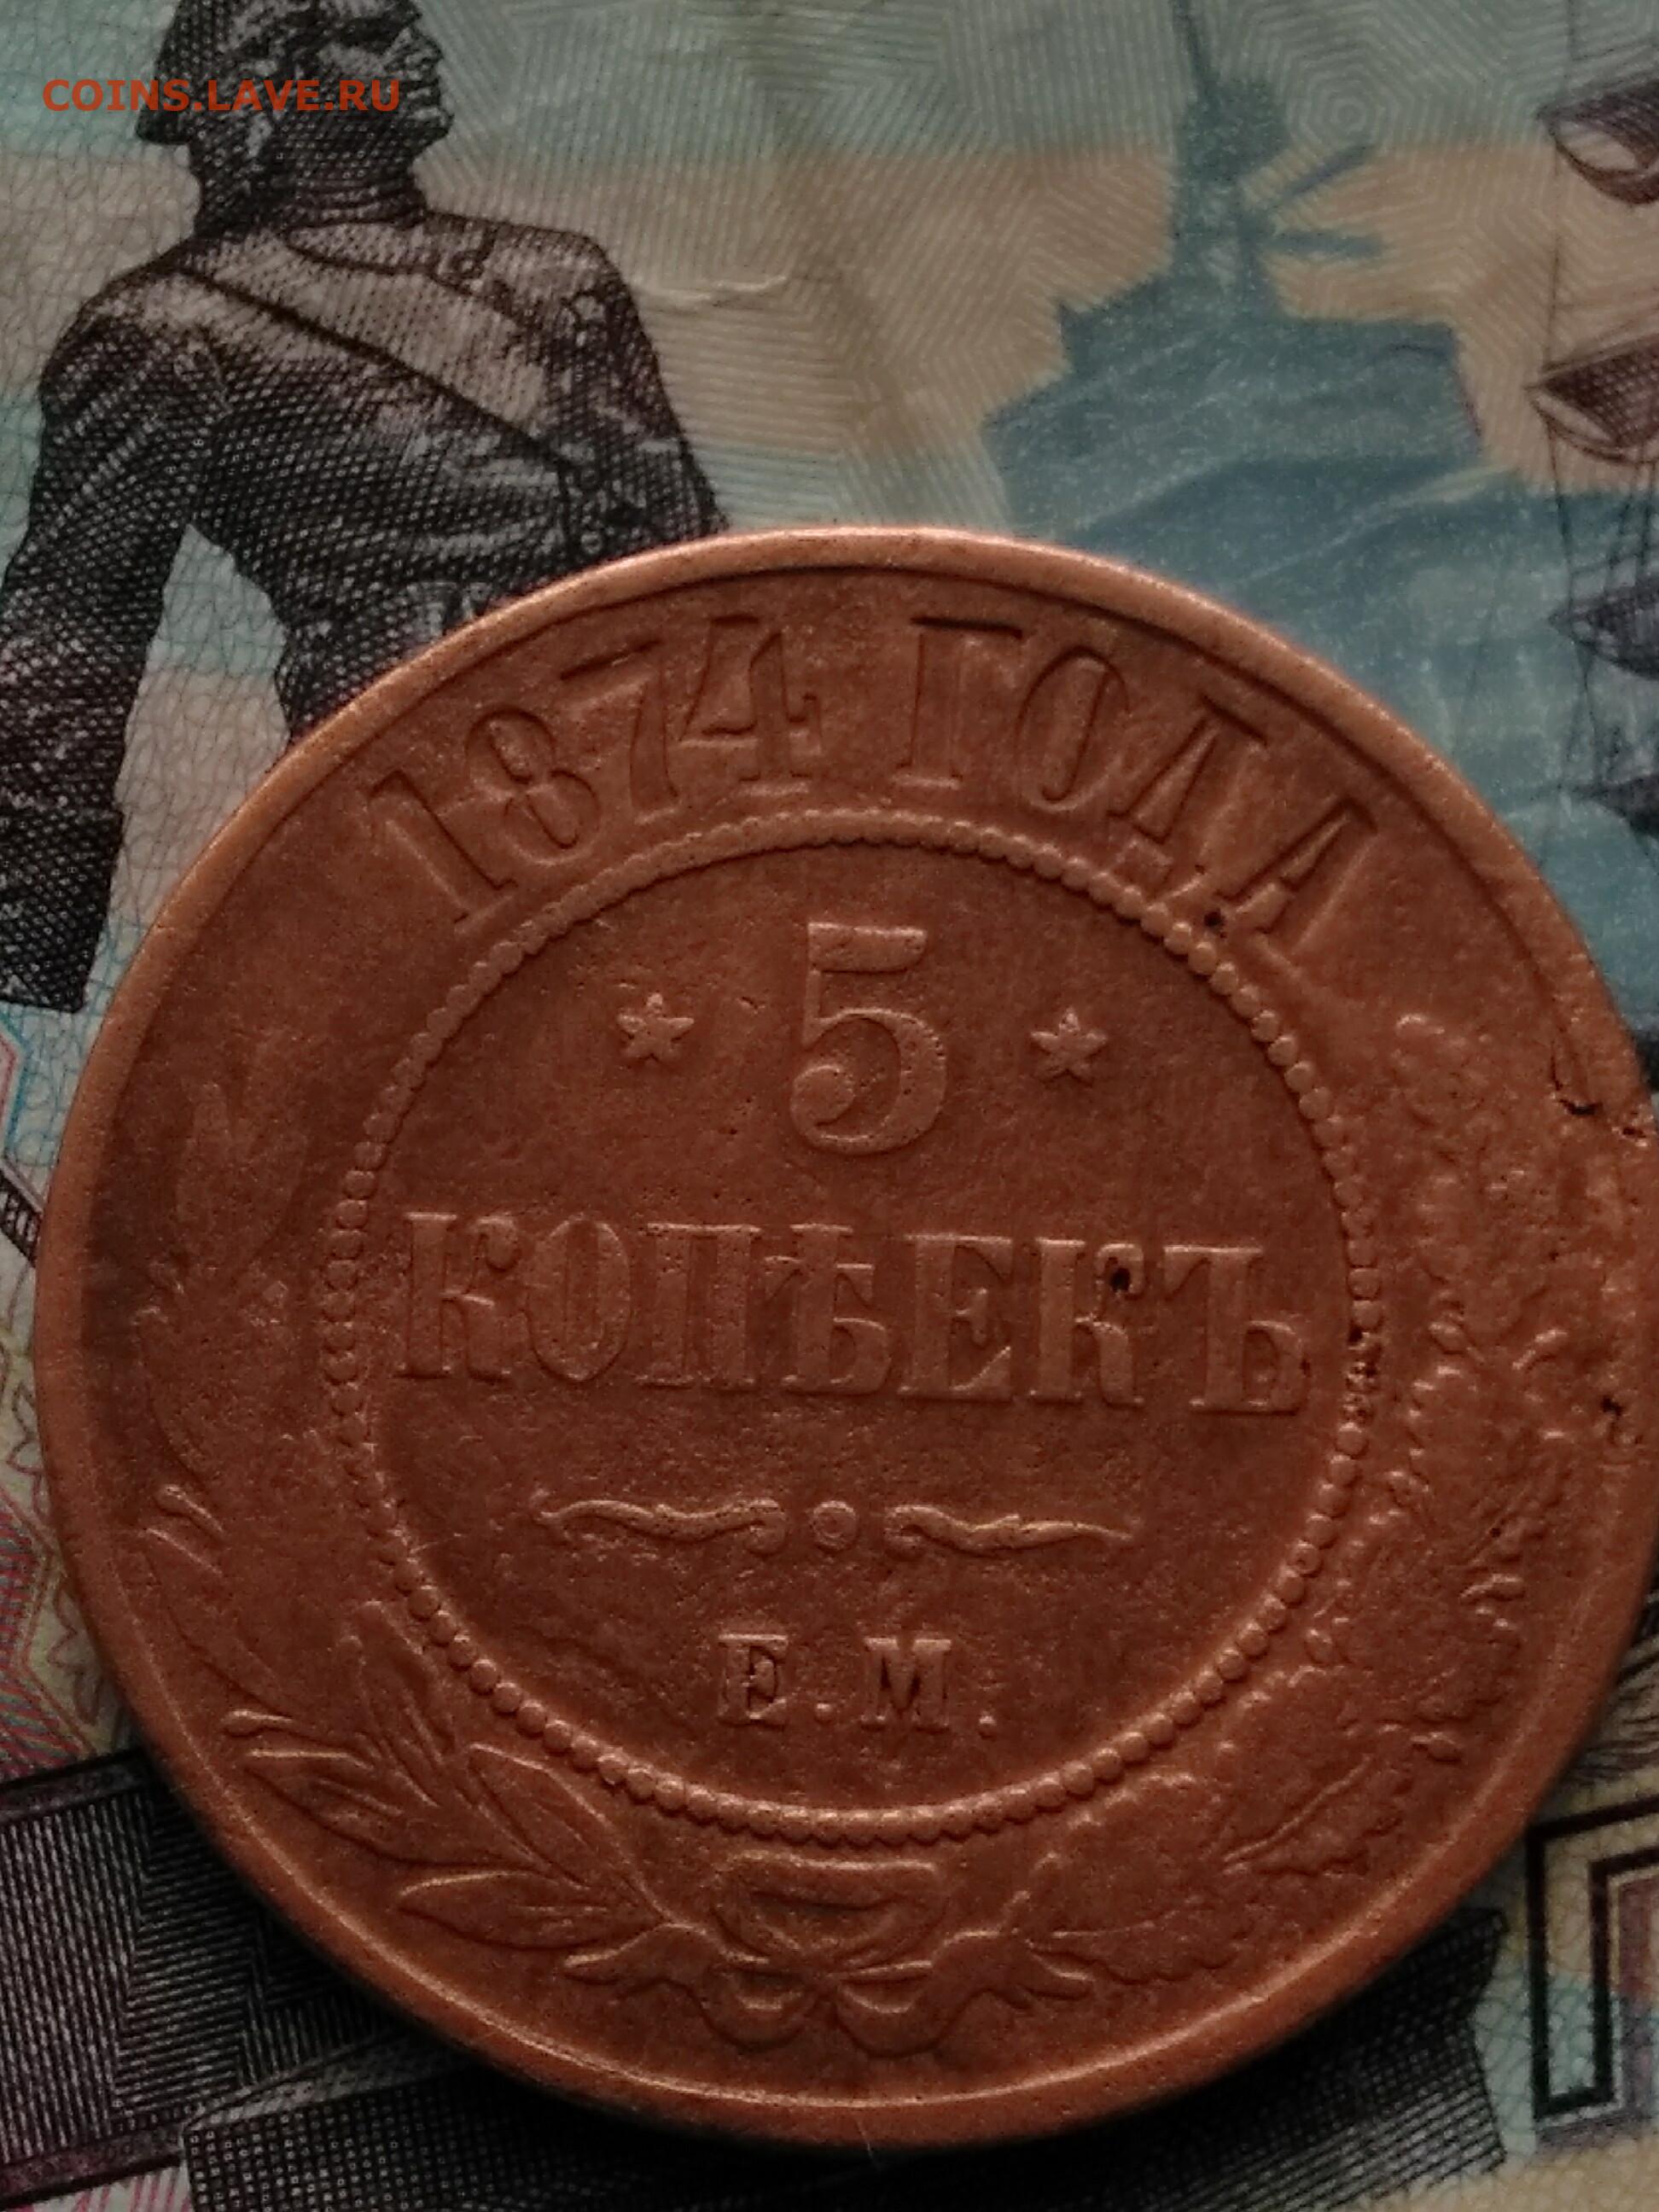 COINS.LAVE.RU
1874 ГОДА
5
КОПѢЕКЪ
Е.М.